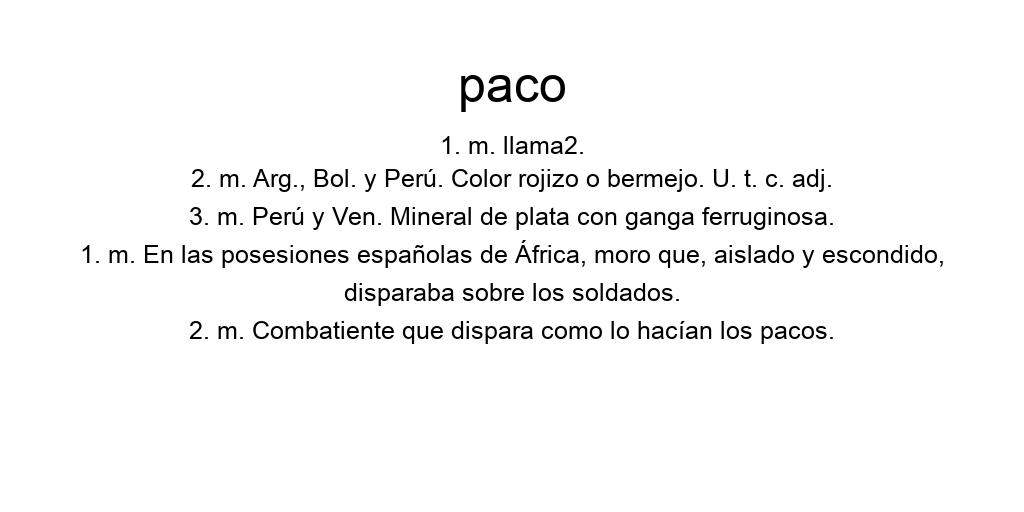 paco
1. m. llama2.
2. m. Arg., Bol. y Perú. Color rojizo o bermejo. U. t. c. adj.
3. m. Perú y Ven. Mineral de plata con ganga ferruginosa.
1. m. En las posesiones españolas de África, moro que, aislado y escondido,
disparaba sobre los soldados.
2. m. Combatiente que dispara como lo hacían los pacos.